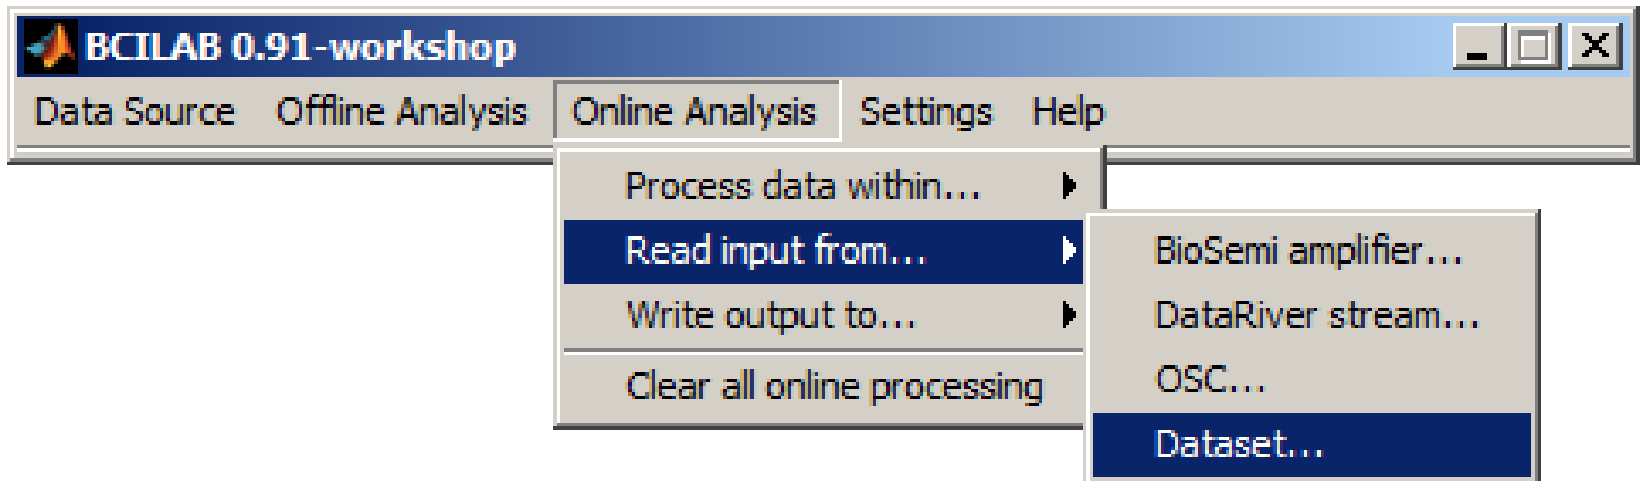 BCILAB 0.91-workshop
Data Source Offline Analysis Online Analysis Settings Help
Process data within...
Read input from...
Write output to...
Clear all online processing
BioSemi amplifier...
DataRiver stream...
OSC...
Dataset...